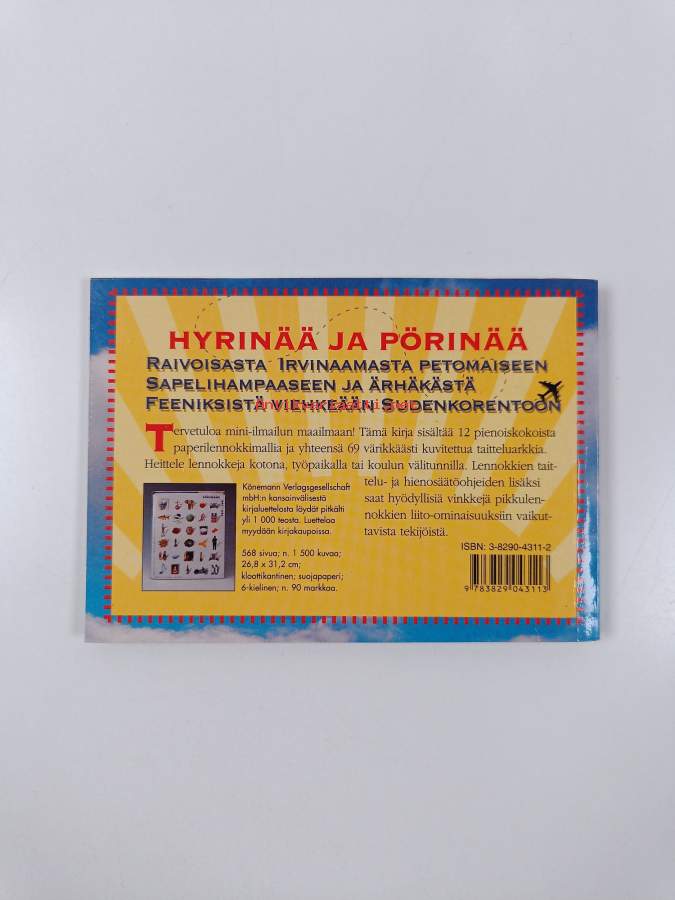 HYRINÄÄ JA PÖRINÄÄ
RAIVOISASTA IRVINAAMASTA PETOMAISEEN
SAPELIHAMPAASEEN JA ÄRHÄKÄSTÄ
FEENIKSISTÄ VIEHKEÄÄN SUDENKORENTOON
Tervetuloa mini-ilmailun maailmaan! Tämä kirja sisältää 12 pienoiskokoista
paperilennokkimallia ja yhteensä 69 värikkäästi kuvitettua taitteluarkkia.
Heittele lennokkeja kotona, työpaikalla tai koulun välitunnilla. Lennokkien tait-
telu- ja hienosäätöohjeiden lisäksi
saat hyödyllisiä vinkkejä pikkulen-
nokkien liito-ominaisuuksiin vaikut-
tavista tekijöistä.
Könemann Verlagsgesellschaft
mbH:n kansainvälisestä
kirjaluettelosta löydät pitkälti
yli 1 000 teosta. Luetteloa
myydään kirjakaupoissa.
568 sivua; n. 1 500 kuvaa;
26,8 x 31,2 cm;
kloottikantinen; suojapaperi;
6-kielinen; n. 90 markkaa.
ISBN: 3-8290-4311-2
9 783829 043113